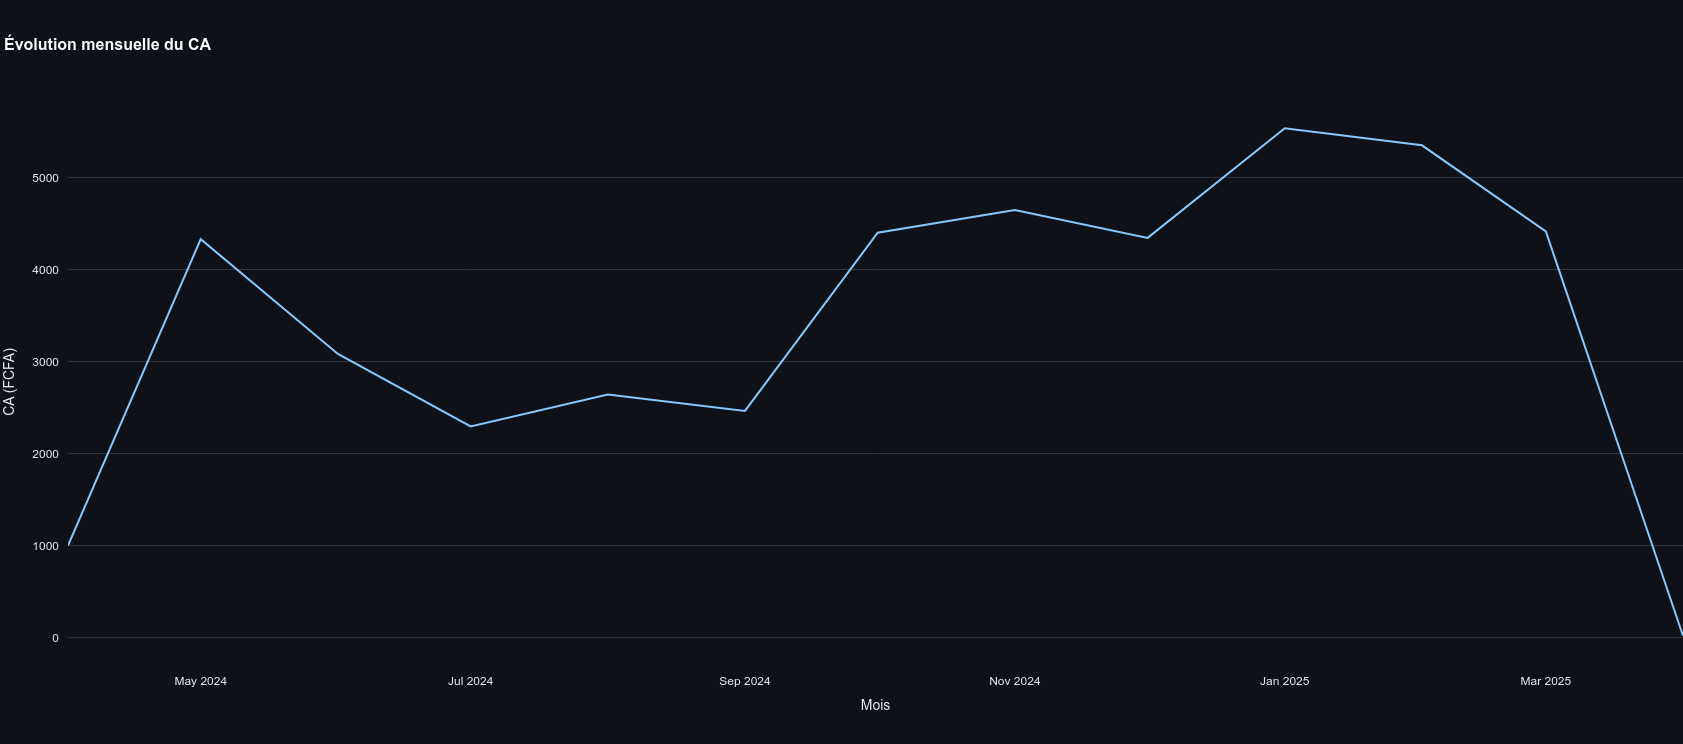 Évolution mensuelle du CA
CA (FCFA)
5000
4000
3000
2000
1000
0
May 2024
Jul 2024
Sep 2024
Nov 2024
Jan 2025
Mar 2025
Mois